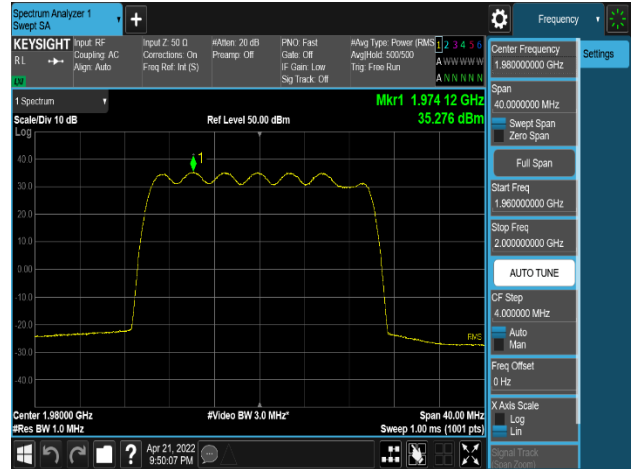 Spectrum Analyzer 1
Swept SA
Frequency
KEYSIGHT
RL
Input: RF
Coupling: AC
Align: Auto
Input Z: 50 Ω
Corrections: On
Freq Ref: Int (S)
#Atten: 20 dB
Preamp: Off
PNO: Fast
Gate: Off
IF Gain: Low
Sig Track: Off
#Avg Type: Power (RMS
Avg|Hold: 500/500
Trig: Free Run
1 2 3 4 5 6
A W W W W W
A N N N N N
1 Spectrum
Scale/Div 10 dB
Log
Ref Level 50.00 dBm
Mkr1 1.974 12 GHz
35.276 dBm
1
40.0
30.0
20.0
10.0
0.00
-10.0
-20.0
-30.0
-40.0
RMS
Center 1.98000 GHz
#Res BW 1.0 MHz
#Video BW 3.0 MHz*
Span 40.00 MHz
Sweep 1.00 ms (1001 pts)
Apr 21, 2022
9:50:07 PM
Center Frequency
1.980000000 GHz
Settings
Span
40.0000000 MHz
Swept Span
Zero Span
Full Span
Start Freq
1.960000000 GHz
Stop Freq
2.000000000 GHz
AUTO TUNE
CF Step
4.000000 MHz
Auto
Man
Freq Offset
0 Hz
X Axis Scale
Log
Lin
Signal Track
(Span Zoom)